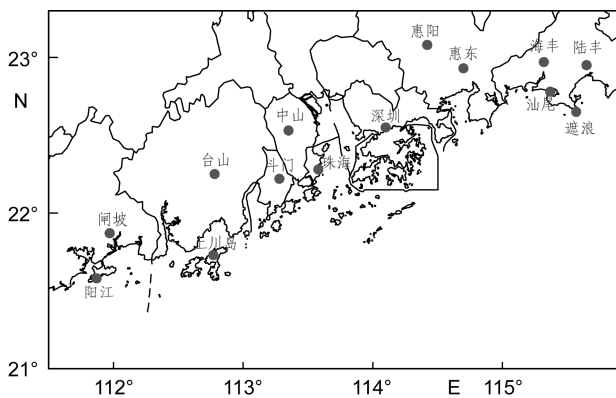 惠阳
23°
海丰
陆丰
惠东
N
汕尾
中山
深圳
遮浪
台山
斗门
珠海
22°
闸坡
上川岛
阳江
21°
112°
113°
114°
E
115°